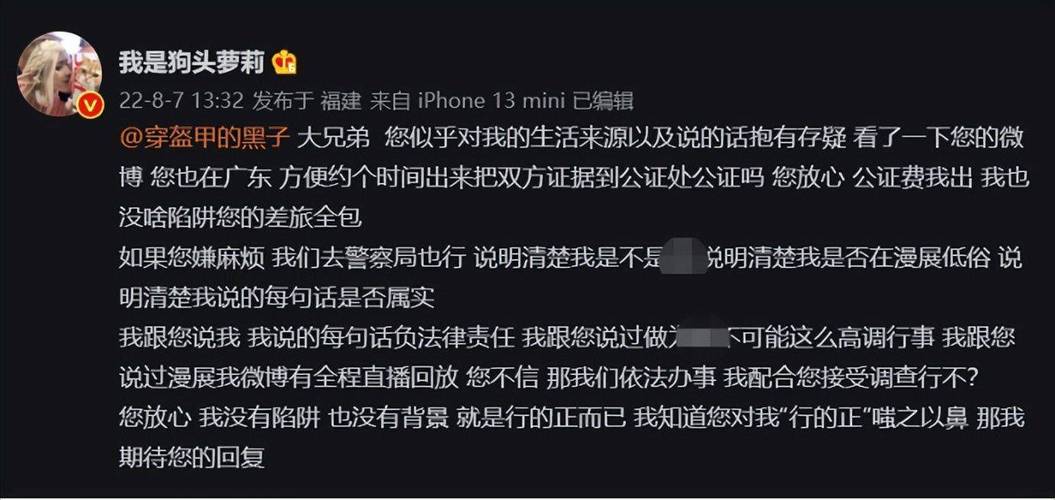 我是狗头萝莉
22-8-7 13:32 发布于 福建 来自 iPhone 13 mini 已编辑
@穿盔甲的黑子 大兄弟 您似乎对我的生活来源以及说的话抱有存疑 看了一下您的微
博 您也在广东 方便约个时间出来把双方证据到公证处公证吗 您放心 公证费我出 我也
没啥陷阱您的差旅全包
如果您嫌麻烦 我们去警察局也行 说明清楚我是不是 说明清楚我是否在漫展低俗 说
明清楚我说的每句话是否属实
我跟您说我 我说的每句话负法律责任 我跟您说过做 不可能这么高调行事 我跟您
说过漫展我微博有全程直播回放 您不信 那我们依法办事 我配合您接受调查行不?
您放心 我没有陷阱 也没有背景 就是行的正而已 我知道您对我“行的正”嗤之以鼻 那我
期待您的回复